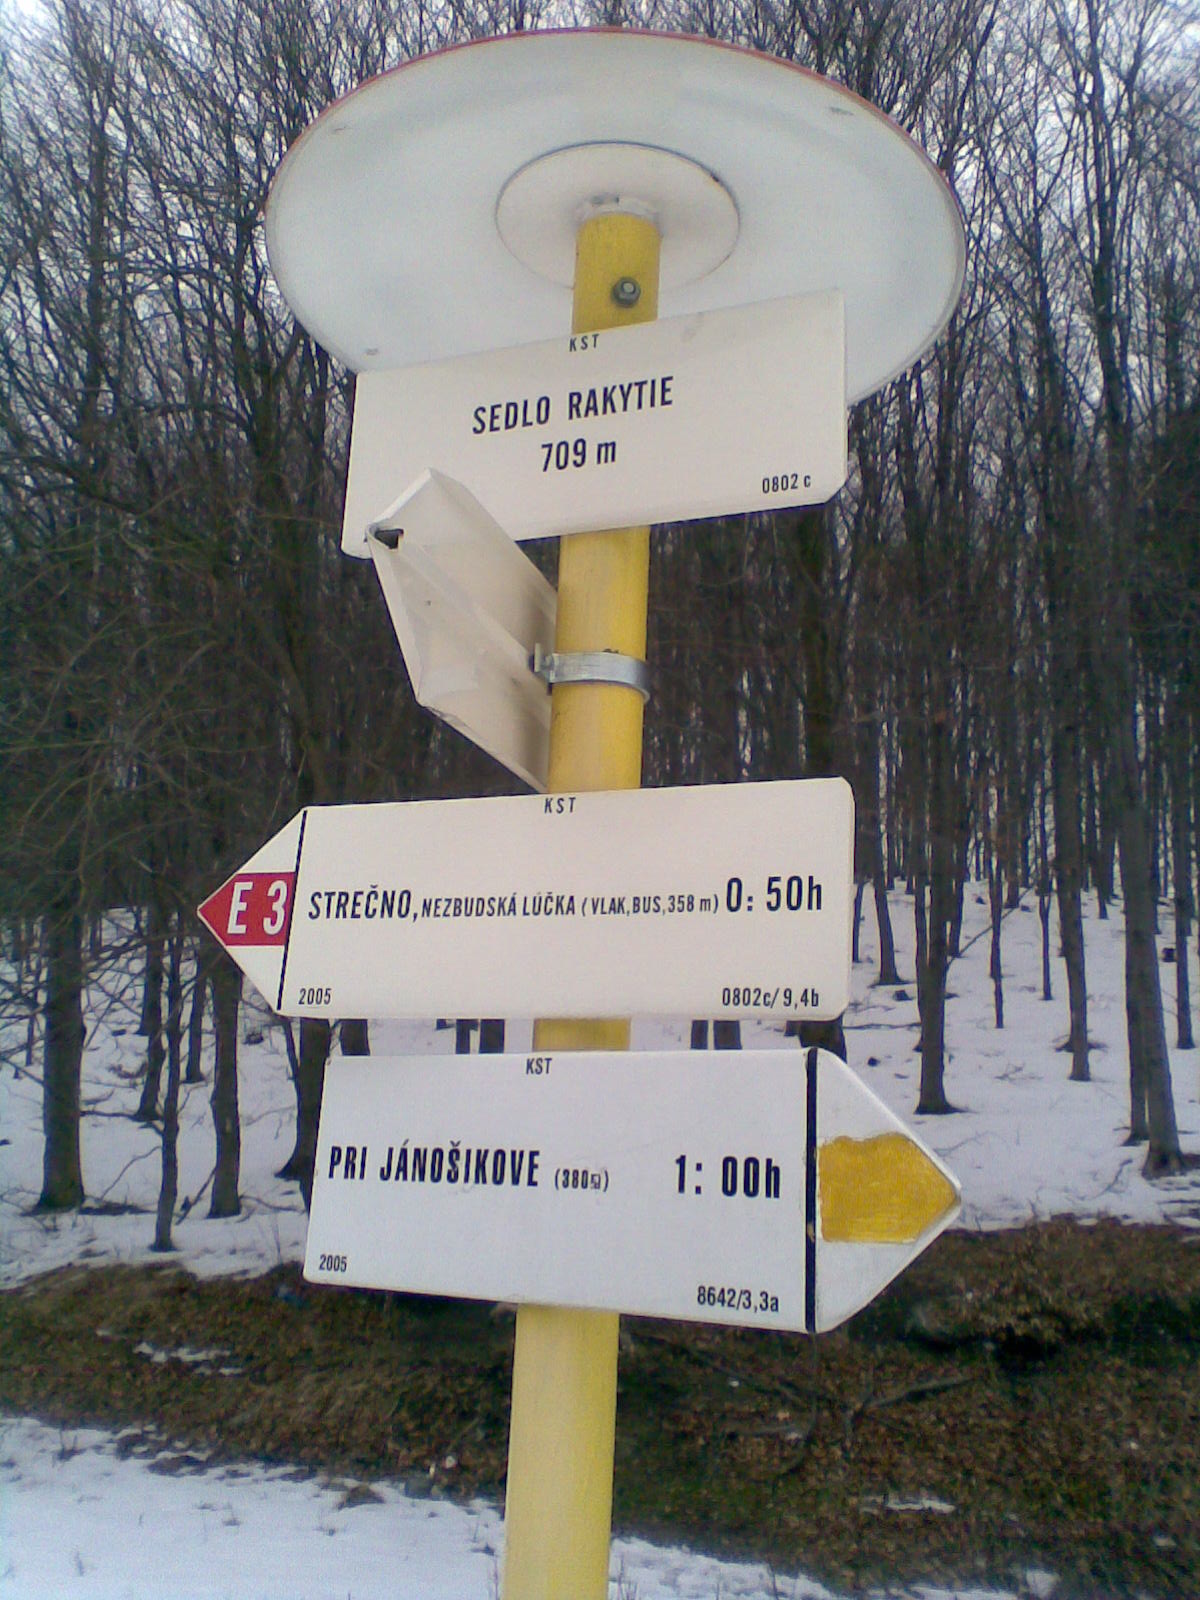 KST
SEDLO RAKYTIE
709 m
0802 c
KST
E 3
STREČNO, NEZBUDSKÁ LÚČKA (VLAK, BUS, 358 m) 0: 50h
2005
0802c/ 9,4b
KST
PRI JÁNOŠIKOVE (380m) 1: 00h
2005
8642/3,3a